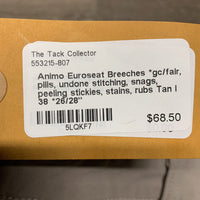 The Tack Collector
553215-807
Animo Euroseat Breeches *gc/fair,
pills, undone stitching, snags,
peeling stickies, stains, rubs Tan I
38 *26/28"
5LQKF7
$68.50